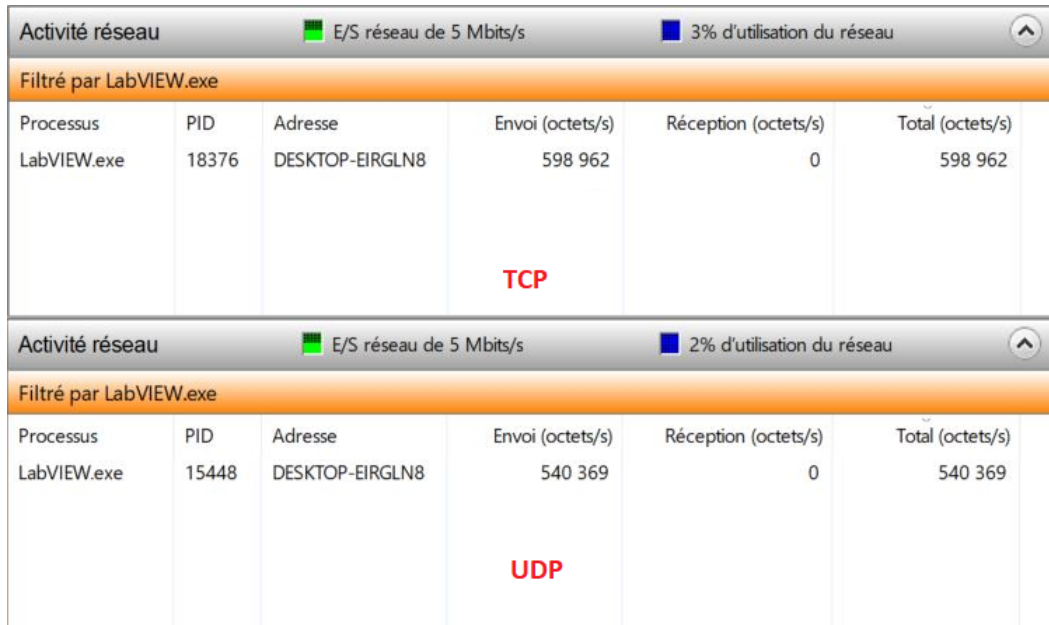 Activité réseau E/S réseau de 5 Mbits/s 3% d'utilisation du réseau
Filtré par LabVIEW.exe
Processus PID Adresse Envoi (octets/s) Réception (octets/s) Total (octets/s)
LabVIEW.exe 18376 DESKTOP-EIRGLN8 598 962 0 598 962
TCP
Activité réseau E/S réseau de 5 Mbits/s 2% d'utilisation du réseau
Filtré par LabVIEW.exe
Processus PID Adresse Envoi (octets/s) Réception (octets/s) Total (octets/s)
LabVIEW.exe 15448 DESKTOP-EIRGLN8 540 369 0 540 369
UDP